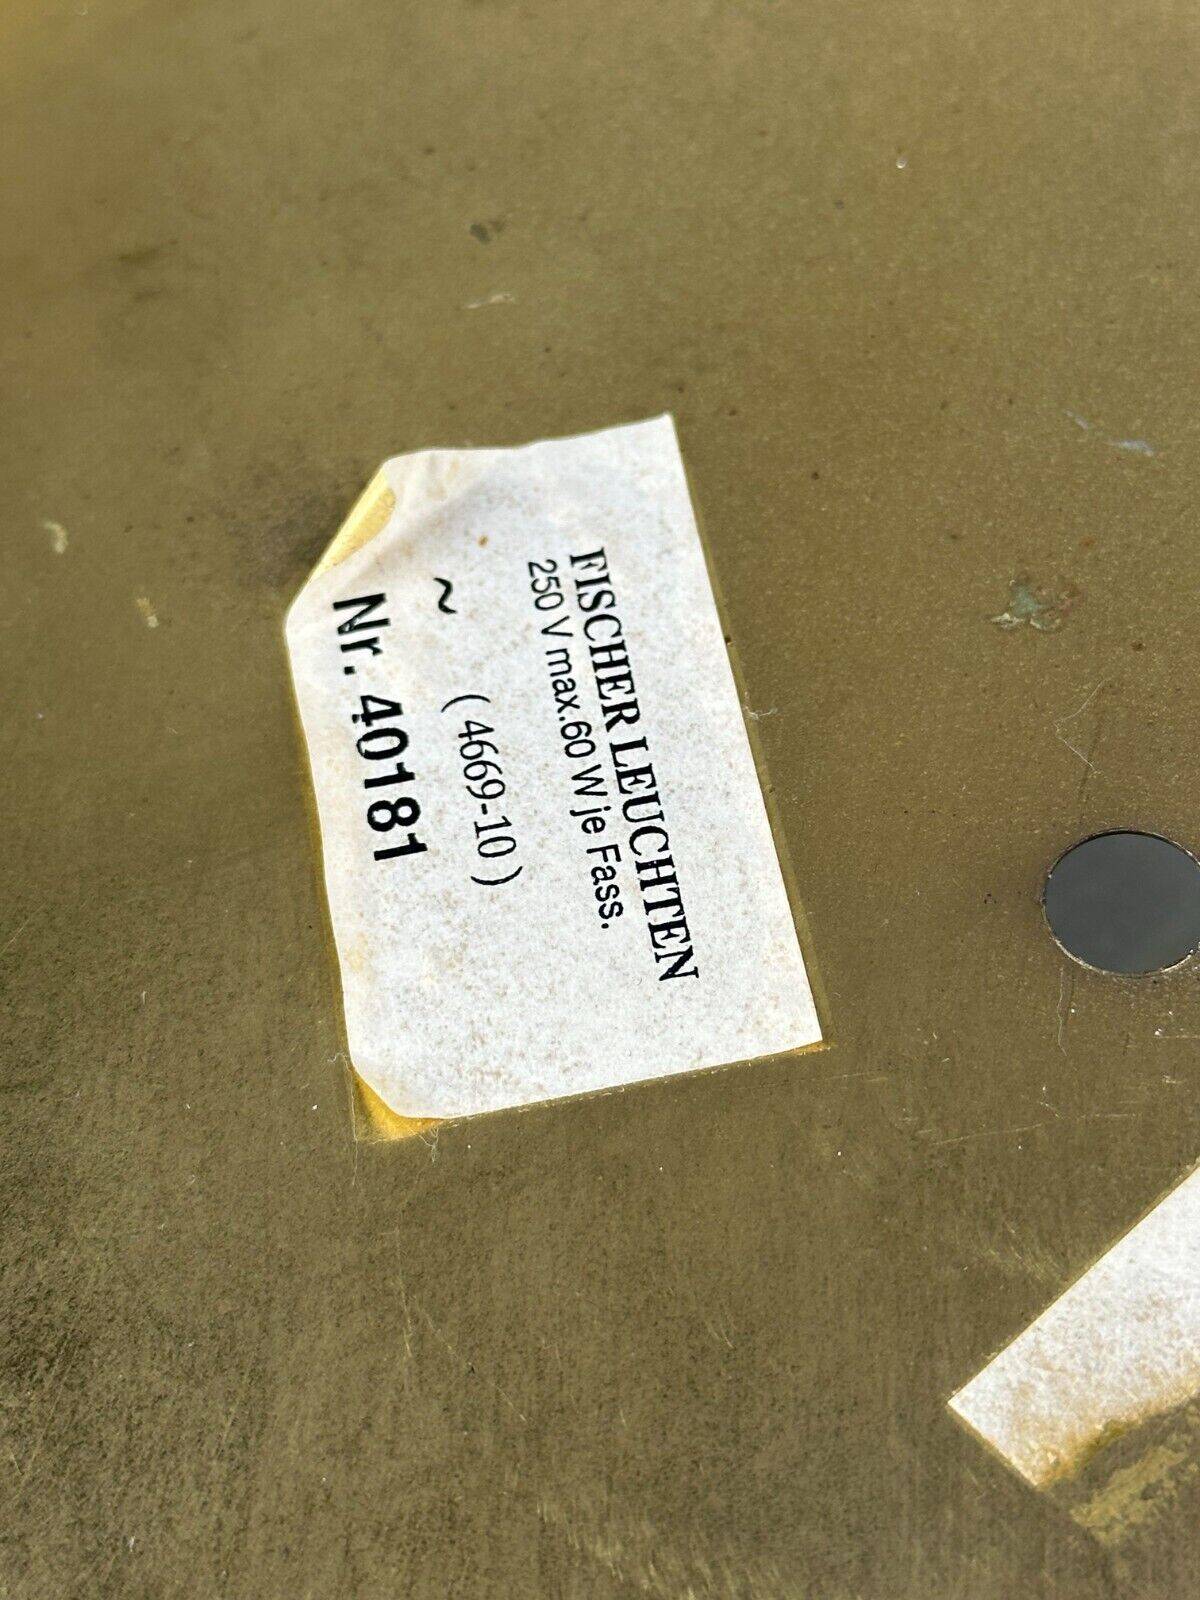 FISCHER LEUCHTEN
250 V max.60 W je Fass.
~ (4669-10)
Nr. 40181